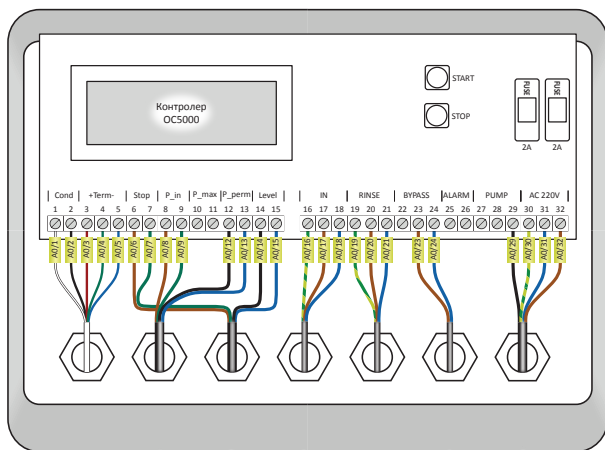 Контролер
ОС5000
START
STOP
FUSE FUSE
2A 2A
Cond +Term- Stop P_in P_max P_perm Level IN RINSE BYPASS ALARM PUMP AC 220V
1 2 3 4 5 6 7 8 9 10 11 12 13 14 15 16 17 18 19 20 21 22 23 24 25 26 27 28 29 30 31 32
A0/1 A0/2 A0/3 A0/4 A0/5 A0/6 A0/7 A0/8 A0/9 A0/12 A0/13 A0/14 A0/15 A0/16 A0/17 A0/18 A0/19 A0/20 A0/21 A0/23 A0/24 A0/29 A0/30 A0/31 A0/32